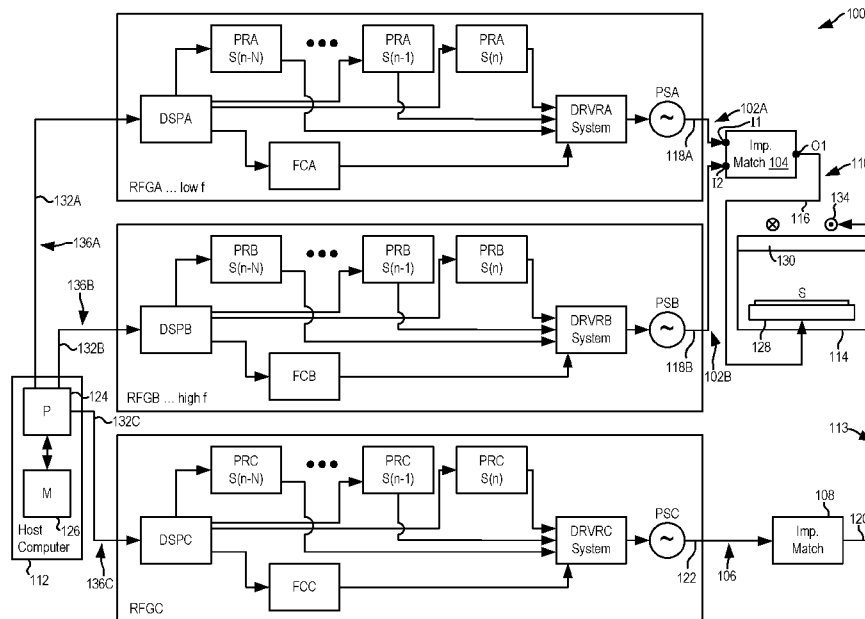 100
PRA
S(n-N)
PRA
S(n-1)
PRA
S(n)
DSPA
DRVRA
System
PSA
~
FCA
RFGA ... low f
102A
118A
I1
I2
Imp.
Match 104
O1
110
116
134
132A
136A
PRB
S(n-N)
PRB
S(n-1)
PRB
S(n)
DSPB
DRVRB
System
PSB
~
FCB
RFGB ... high f
118B
102B
130
S
128
114
136B
132B
124
P
132C
M
126
Host
Computer
112
136C
PRC
S(n-N)
PRC
S(n-1)
PRC
S(n)
DSPC
DRVRC
System
PSC
~
FCC
RFGC
122
106
113
108
Imp.
Match
120